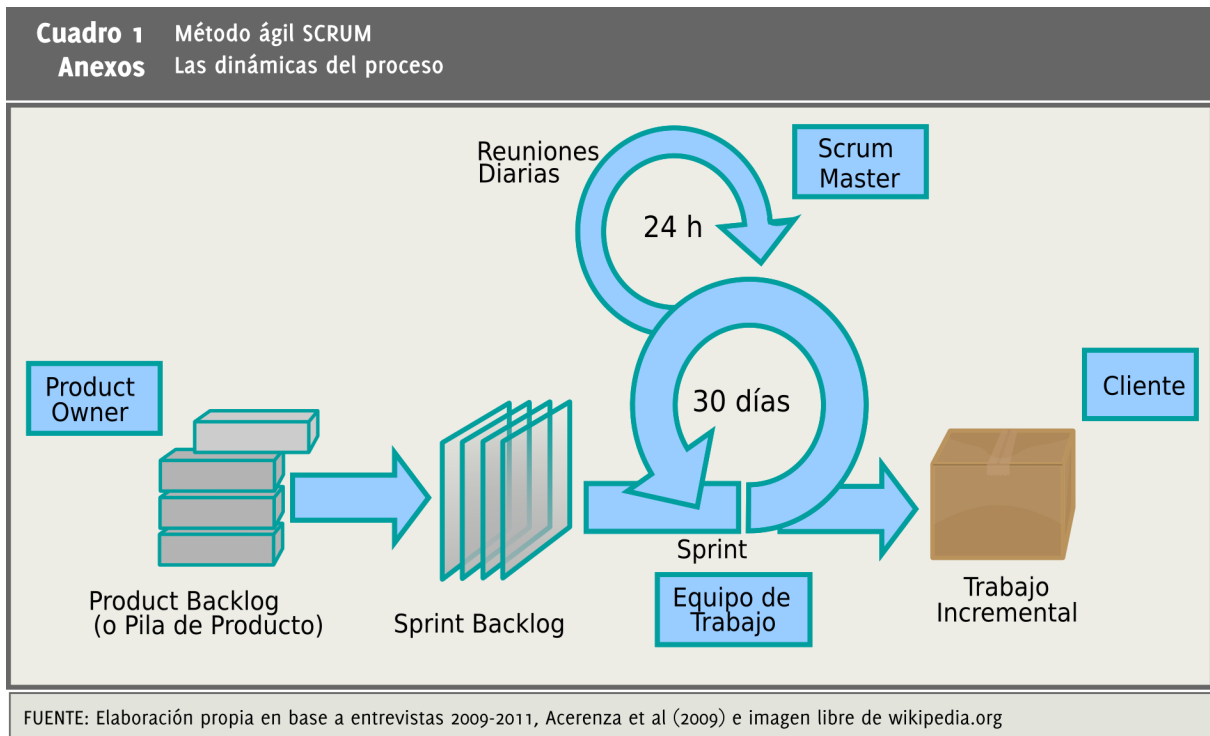 Cuadro 1 Método ágil SCRUM
Anexos Las dinámicas del proceso
Reuniones
Diarias
24 h
Scrum
Master
Product
Owner
30 días
Cliente
Sprint
Equipo de
Trabajo
Product Backlog
(o Pila de Producto)
Sprint Backlog
Trabajo
Incremental
FUENTE: Elaboración propia en base a entrevistas 2009-2011, Acerenza et al (2009) e imagen libre de wikipedia.org